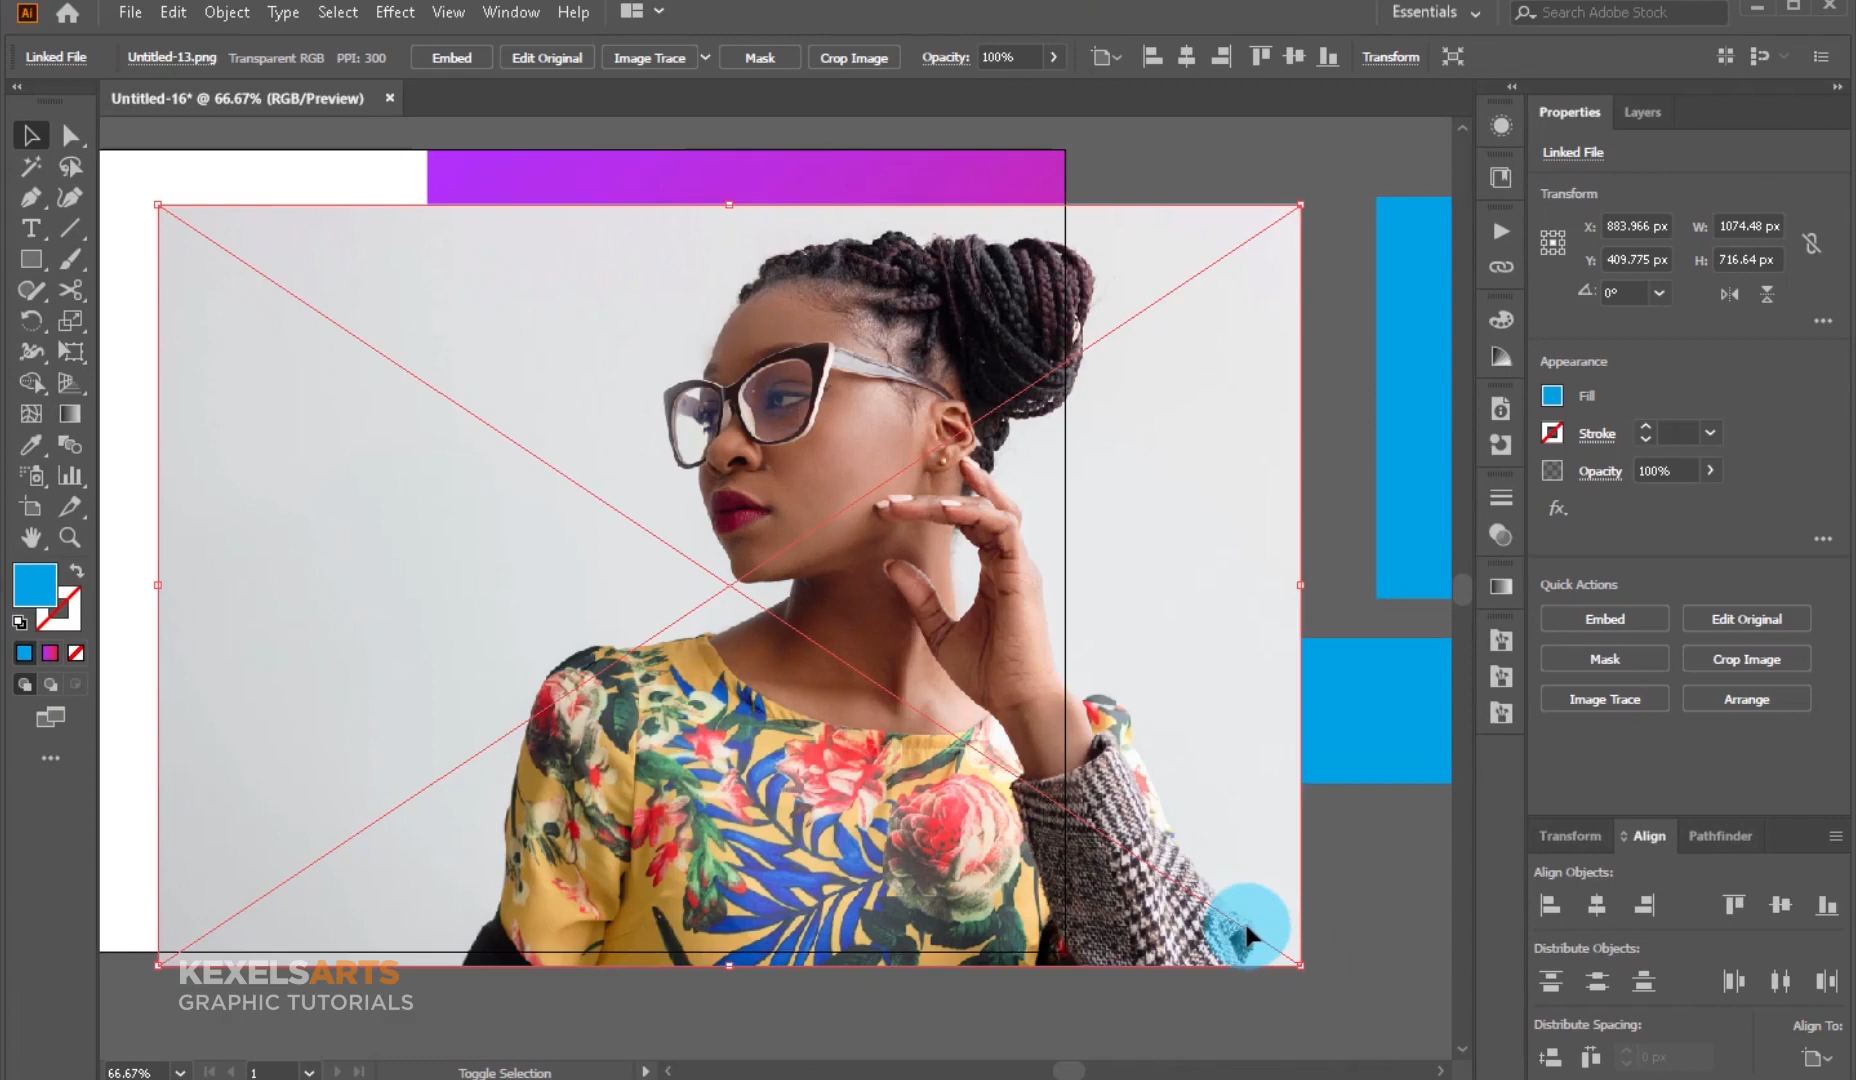 Ai File Edit Object Type Select Effect View Window Help Essentials Search Adobe Stock
Linked File Untitled-13.png Transparent RGB PPI: 300 Embed Edit Original Image Trace Mask Crop Image Opacity: 100% Transform
Untitled-16* @ 66.67% (RGB/Preview) ×
Properties Layers
Linked File
Transform
X: 883.966 px W: 1074.48 px
Y: 409.775 px H: 716.64 px
0°
Appearance
Fill
Stroke
Opacity 100%
fx.
Quick Actions
Embed Edit Original
Mask Crop Image
Image Trace Arrange
Transform Align Pathfinder
Align Objects:
Distribute Objects:
Distribute Spacing: Align To:
0 px
KEXELSARTS
GRAPHIC TUTORIALS
66.67% 1 Toggle Selection